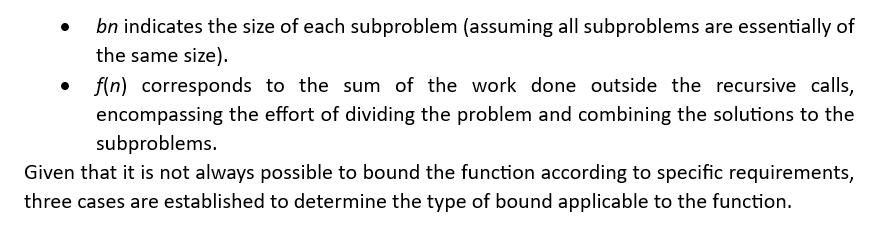 • bn indicates the size of each subproblem (assuming all subproblems are essentially of
the same size).
• f(n) corresponds to the sum of the work done outside the recursive calls,
encompassing the effort of dividing the problem and combining the solutions to the
subproblems.
Given that it is not always possible to bound the function according to specific requirements,
three cases are established to determine the type of bound applicable to the function.